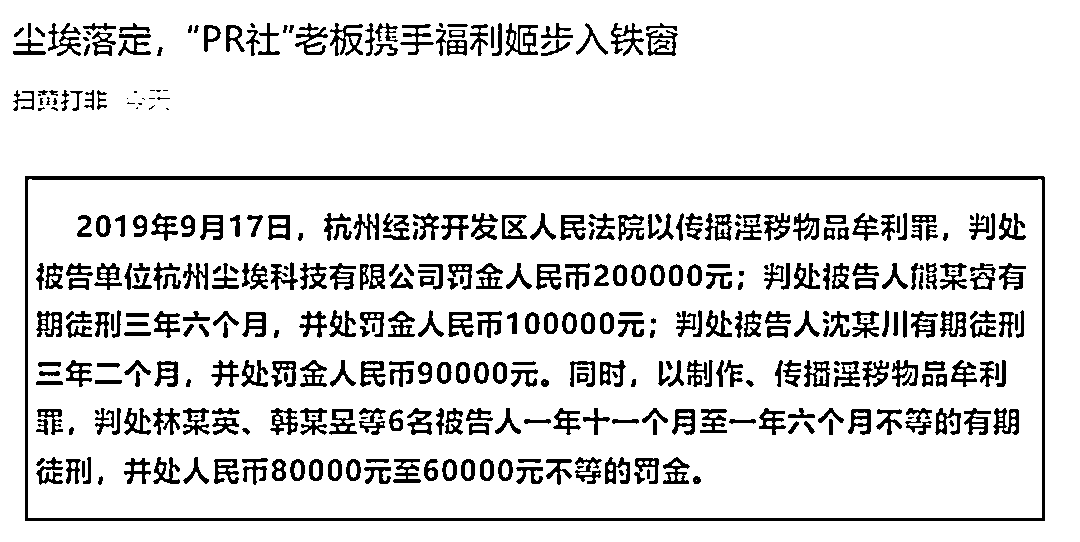 尘埃落定，“PR社”老板携手福利姬步入铁窗
扫黄打非 今天
2019年9月17日，杭州经济开发区人民法院以传播淫秽物品牟利罪，判处
被告单位杭州尘埃科技有限公司罚金人民币200000元；判处被告人熊某睿有
期徒刑三年六个月，并处罚金人民币100000元；判处被告人沈某川有期徒刑
三年二个月，并处罚金人民币90000元。同时，以制作、传播淫秽物品牟利
罪，判处林某英、韩某昱等6名被告人一年十一个月至一年六个月不等的有期
徒刑，并处人民币80000元至60000元不等的罚金。